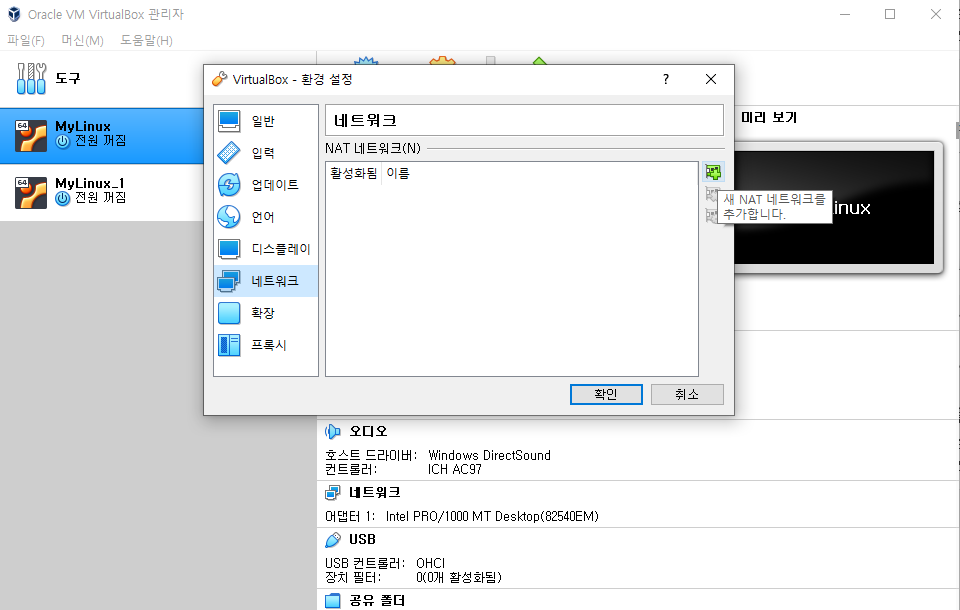 Oracle VM VirtualBox 관리자
파일(F) 머신(M) 도움말(H)
도구
64 MyLinux
전원 꺼짐
64 MyLinux_1
전원 꺼짐
VirtualBox - 환경 설정 ?
일반
입력
업데이트
언어
디스플레이
네트워크
확장
프록시
네트워크
NAT 네트워크(N)
활성화됨 이름
새 NAT 네트워크를
추가합니다.
확인 취소
미리 보기
inux
오디오
호스트 드라이버: Windows DirectSound
컨트롤러: ICH AC97
네트워크
어댑터 1: Intel PRO/1000 MT Desktop(82540EM)
USB
USB 컨트롤러: OHCI
장치 필터: 0(0개 활성화됨)
공유 폴더